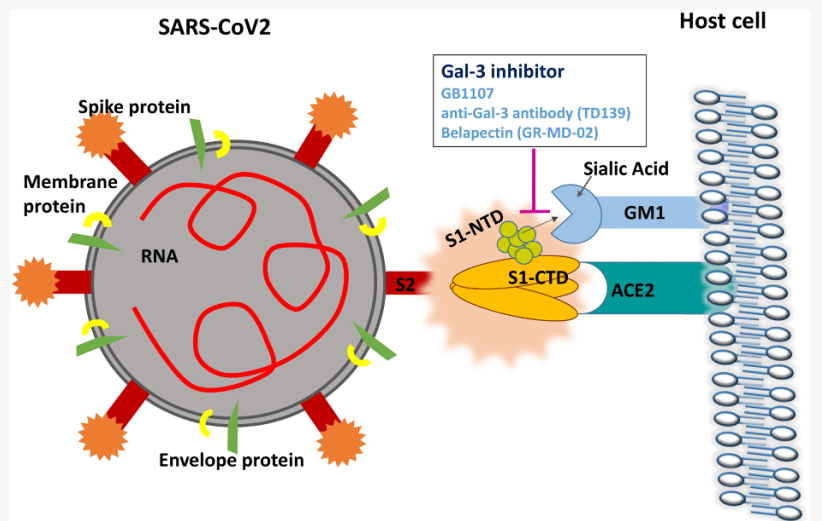 SARS-CoV2
Host cell
Gal-3 inhibitor
GB1107
anti-Gal-3 antibody (TD139)
Belapectin (GR-MD-02)
Spike protein
Membrane
protein
RNA
Sialic Acid
GM1
S1-NTD
S1-CTD
S2
ACE2
Envelope protein